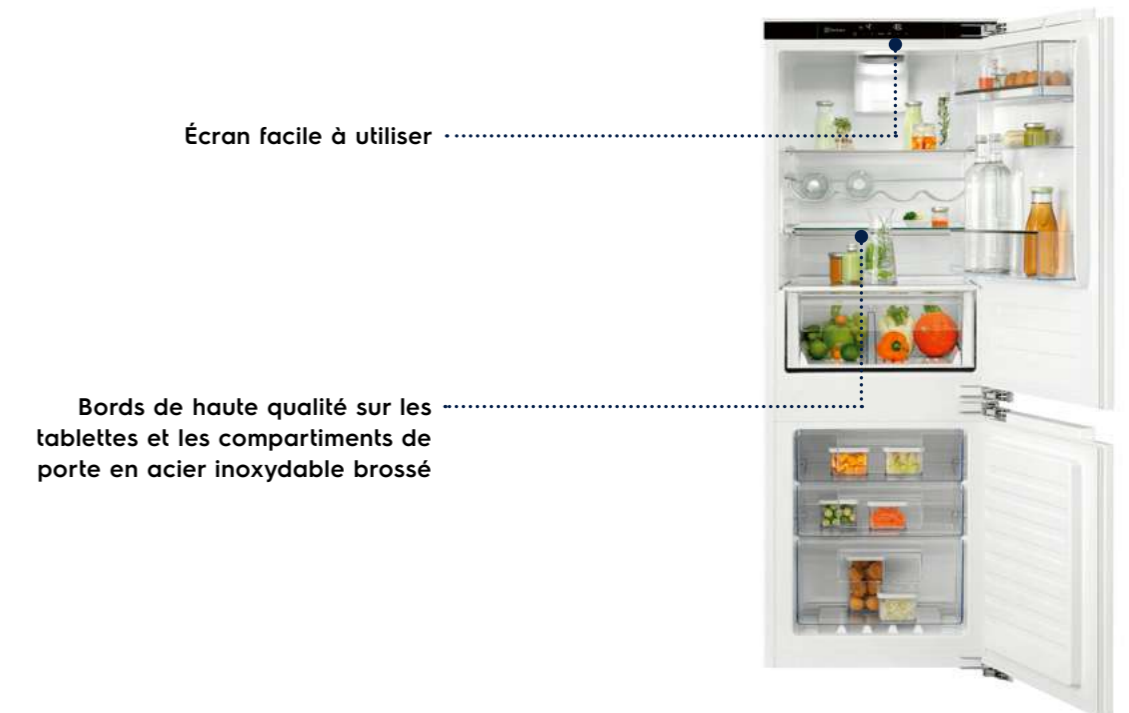 Écran facile à utiliser
Bords de haute qualité sur les
tablettes et les compartiments de
porte en acier inoxydable brossé